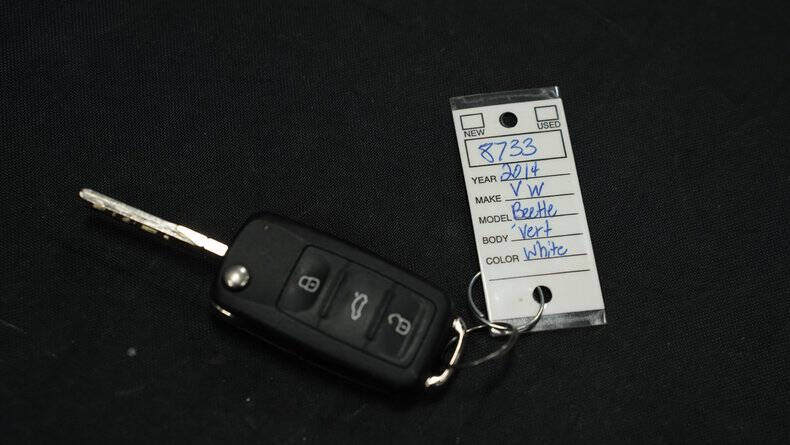 NEW USED
8733
YEAR 2014
MAKE VW
MODEL Beetle
BODY 'Vert
COLOR White